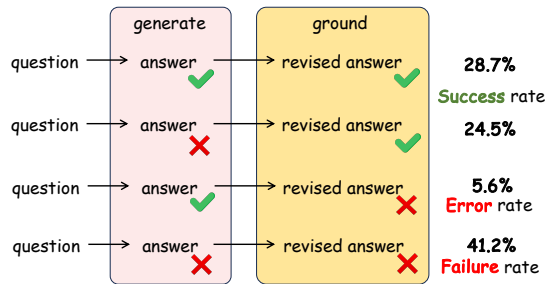 generate ground
question answer revised answer 28.7%
Success rate
question answer revised answer 24.5%
question answer revised answer 5.6%
Error rate
question answer revised answer 41.2%
Failure rate